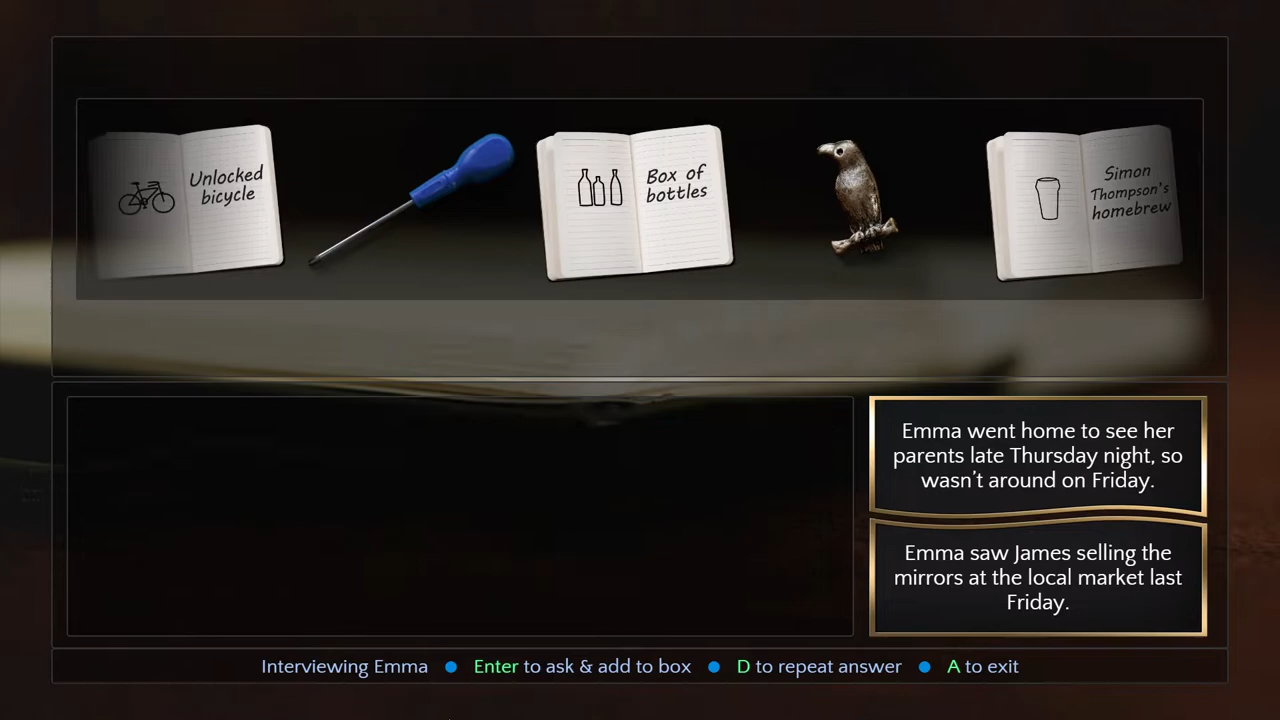 Unlocked
bicycle
Box of
bottles
Simon
Thompson's
homebrew
Emma went home to see her
parents late Thursday night, so
wasn't around on Friday.
Emma saw James selling the
mirrors at the local market last
Friday.
Interviewing Emma ● Enter to ask & add to box ● D to repeat answer ● A to exit